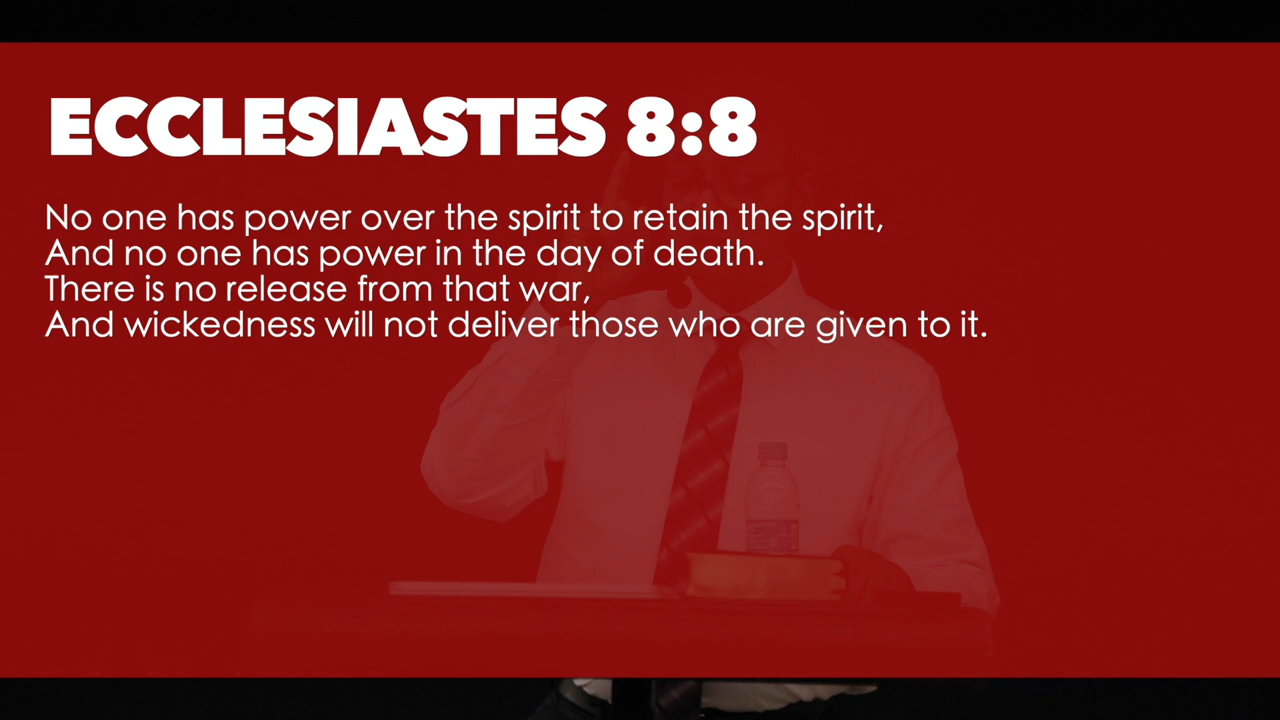 ECCLESIASTES 8:8
No one has power over the spirit to retain the spirit,
And no one has power in the day of death.
There is no release from that war,
And wickedness will not deliver those who are given to it.